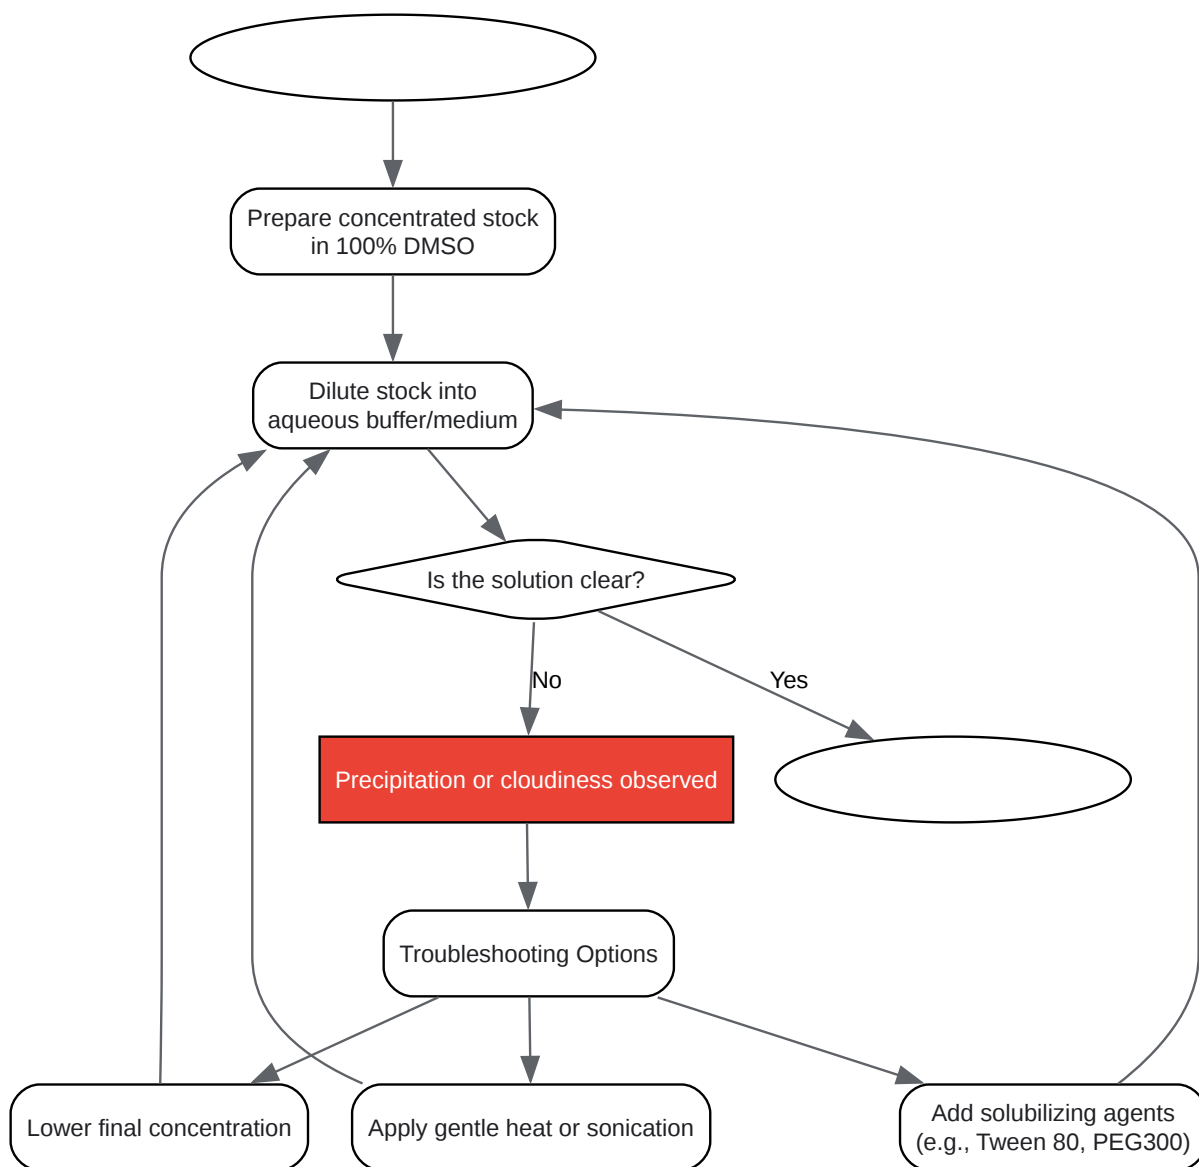 Prepare concentrated stock
in 100% DMSO
Dilute stock into
aqueous buffer/medium
Is the solution clear?
No
Yes
Precipitation or cloudiness observed
Troubleshooting Options
Lower final concentration
Apply gentle heat or sonication
Add solubilizing agents
(e.g., Tween 80, PEG300)